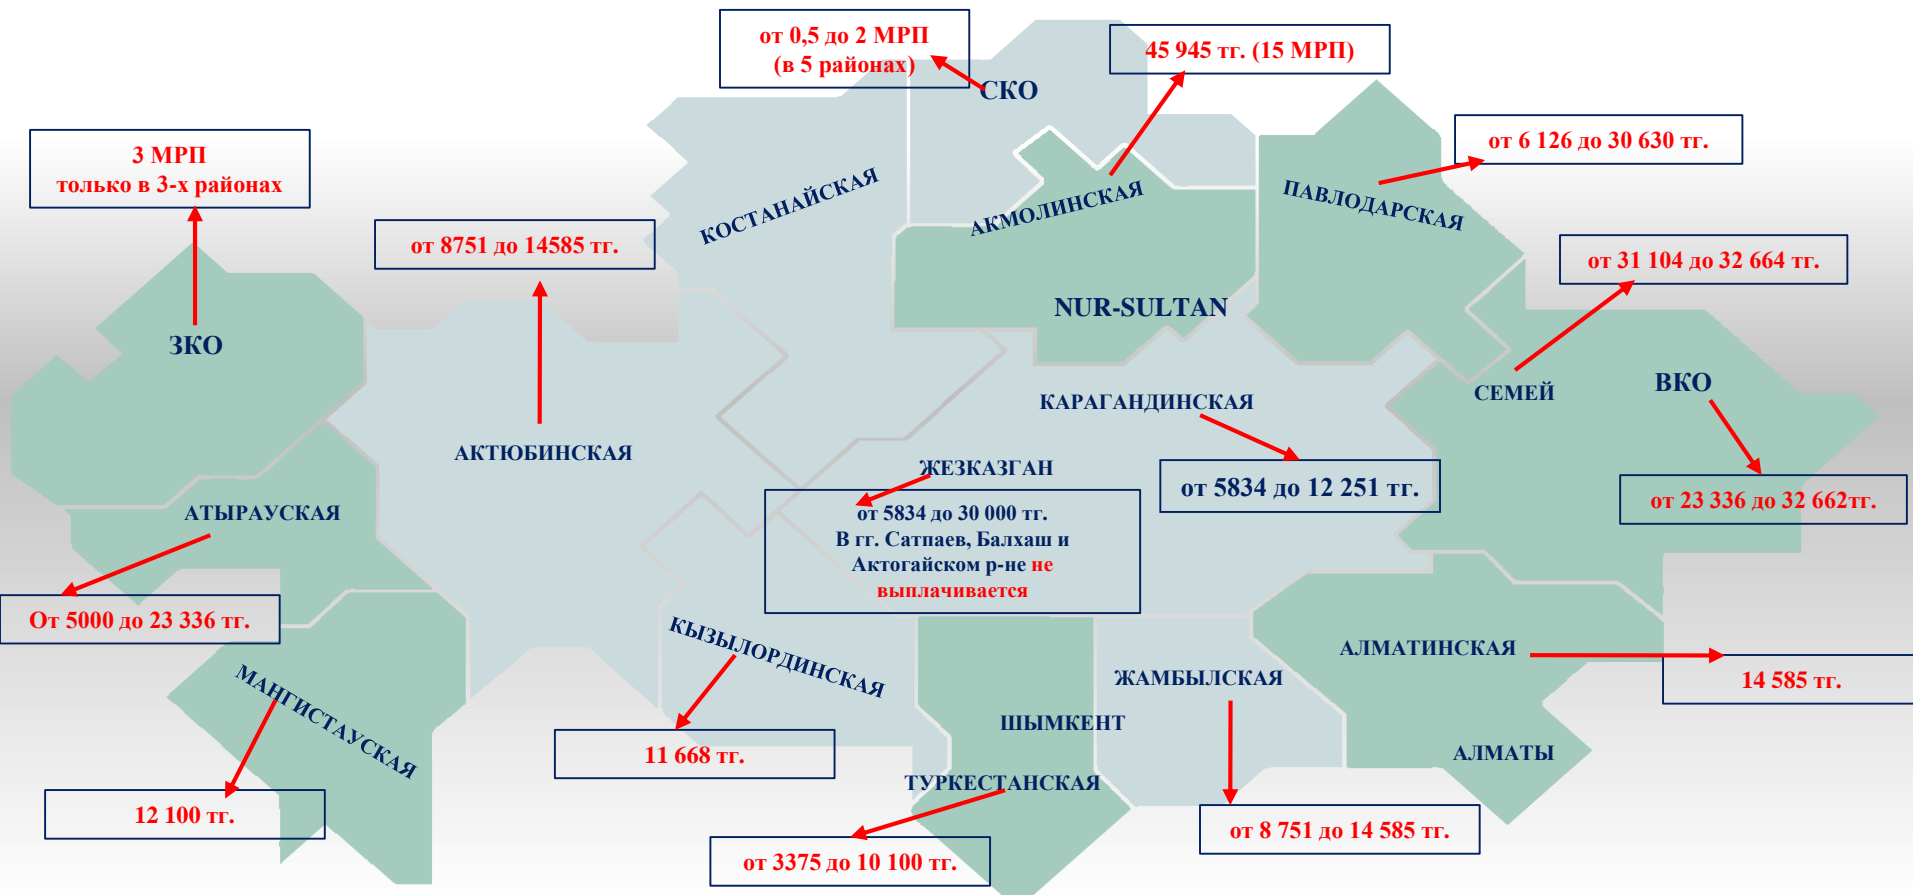 от 0,5 до 2 МРП
(в 5 районах)
45 945 тг. (15 МРП)
СКО
от 6 126 до 30 630 тг.
3 МРП
только в 3-х районах
КОСТАНАЙСКАЯ
АКМОЛИНСКАЯ
ПАВЛОДАРСКАЯ
от 8751 до 14585 тг.
от 31 104 до 32 664 тг.
NUR-SULTAN
ЗКО
КАРАГАНДИНСКАЯ
СЕМЕЙ
ВКО
АКТЮБИНСКАЯ
ЖЕЗКАЗГАН
от 5834 до 12 251 тг.
от 23 336 до 32 662тг.
АТЫРАУСКАЯ
от 5834 до 30 000 тг.
В гг. Сатпаев, Балхаш и
Актогайском р-не не
выплачивается
От 5000 до 23 336 тг.
КЫЗЫЛОРДИНСКАЯ
АЛМАТИНСКАЯ
МАНГИСТАУСКАЯ
ЖАМБЫЛСКАЯ
14 585 тг.
ШЫМКЕНТ
11 668 тг.
АЛМАТЫ
ТУРКЕСТАНСКАЯ
12 100 тг.
от 8 751 до 14 585 тг.
от 3375 до 10 100 тг.